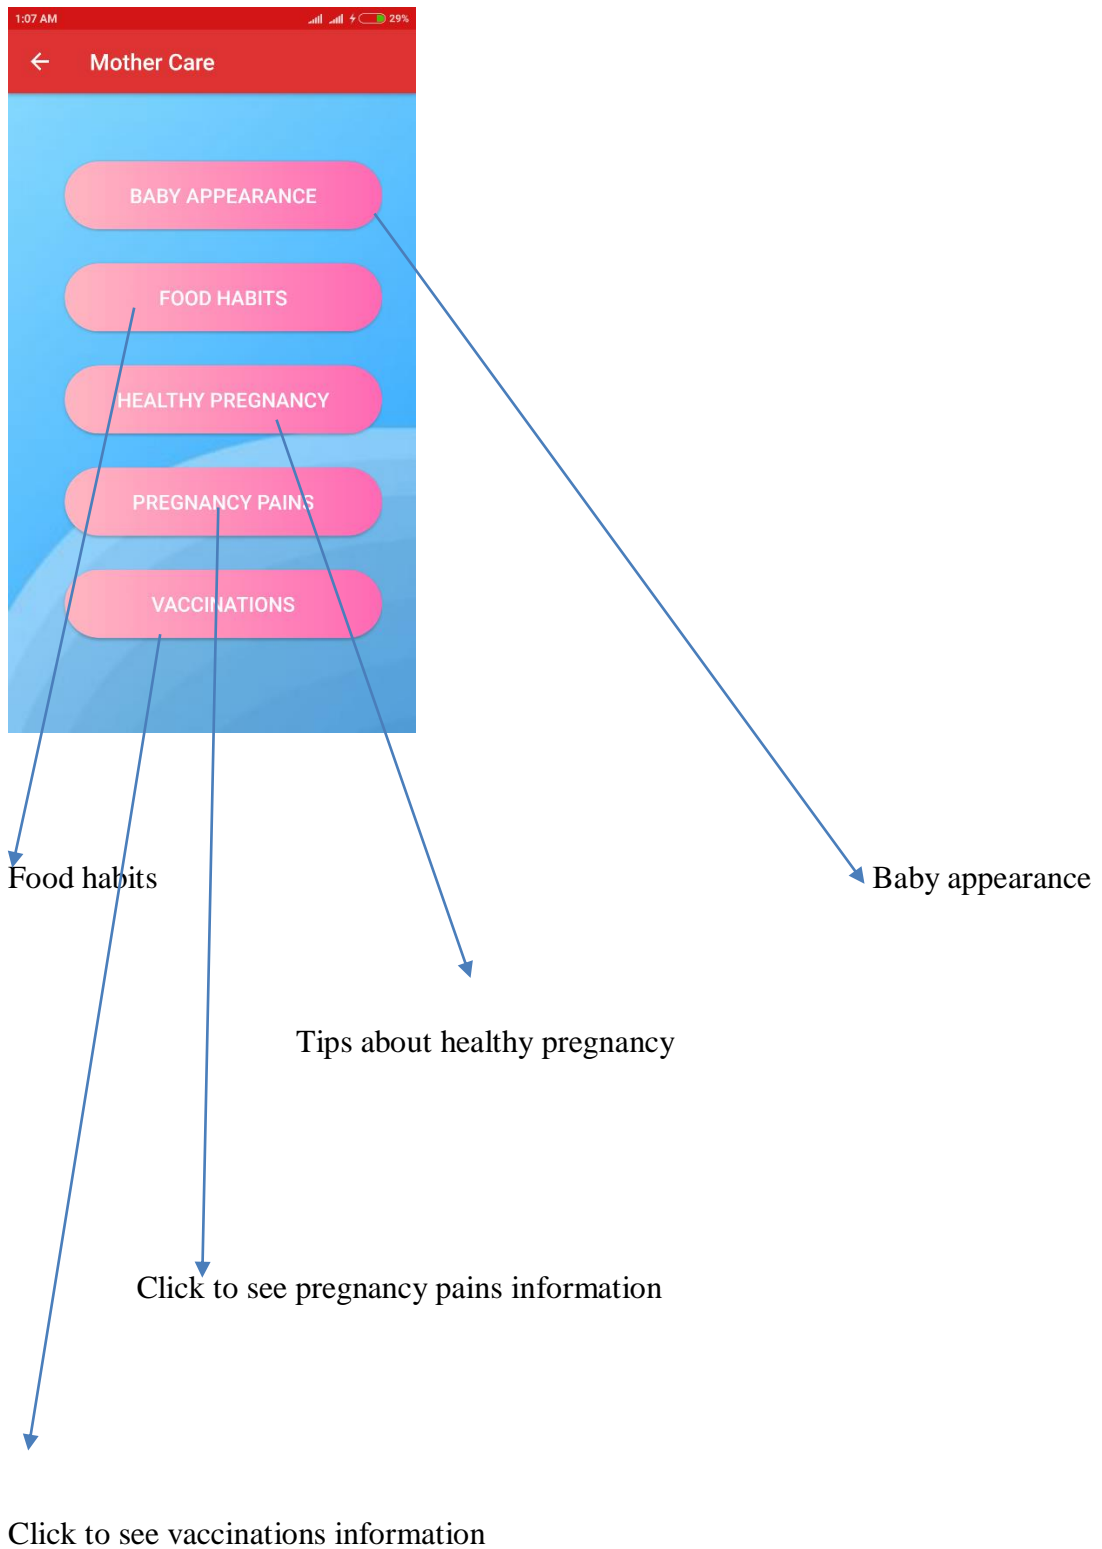 1:07 AM 29%
Mother Care
BABY APPEARANCE
FOOD HABITS
HEALTHY PREGNANCY
PREGNANCY PAINS
VACCINATIONS
Food habits Baby appearance
Tips about healthy pregnancy
Click to see pregnancy pains information
Click to see vaccinations information